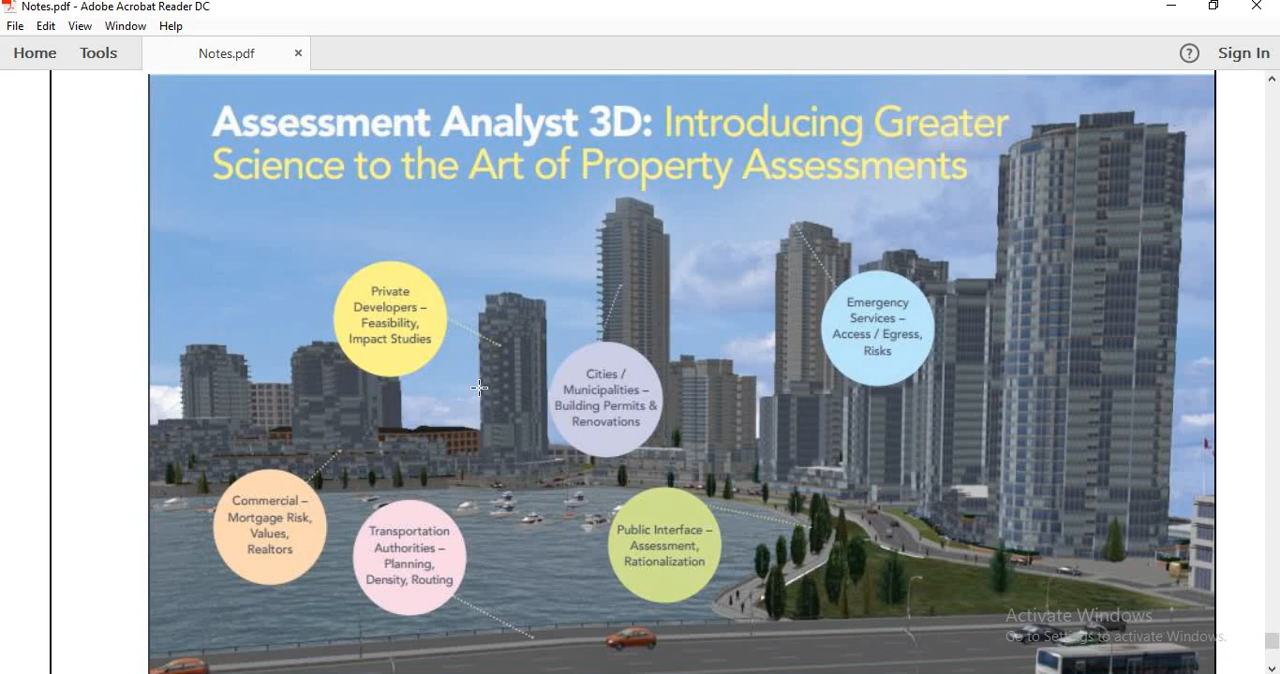 Notes.pdf - Adobe Acrobat Reader DC
File Edit View Window Help
Home Tools Notes.pdf × ? Sign In
Assessment Analyst 3D: Introducing Greater
Science to the Art of Property Assessments
Private
Developers –
Feasibility,
Impact Studies
Emergency
Services –
Access / Egress,
Risks
Cities /
Municipalities –
Building Permits &
Renovations
Commercial –
Mortgage Risk,
Values,
Realtors
Transportation
Authorities –
Planning,
Density, Routing
Public Interface –
Assessment,
Rationalization
Activate Windows
Go to Settings to activate Windows.